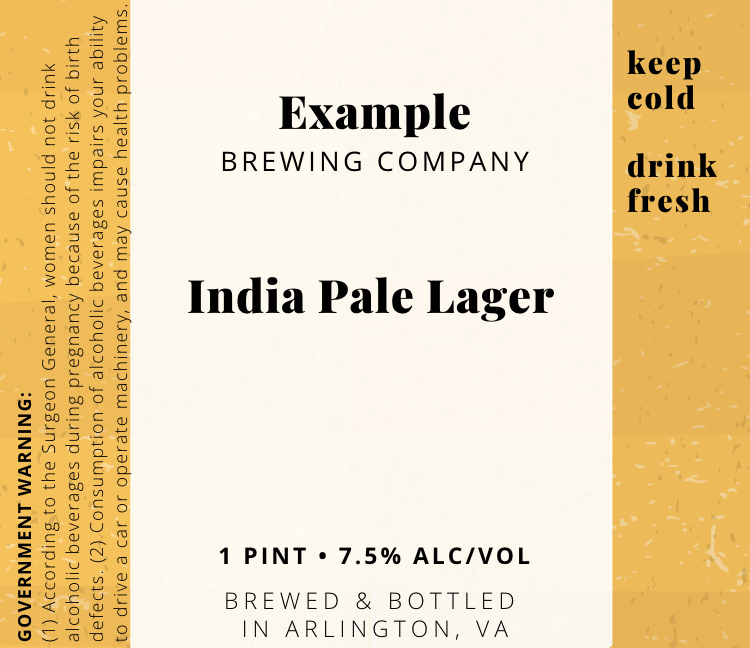 GOVERNMENT WARNING:
(1) According to the Surgeon General, women should not drink
alcoholic beverages during pregnancy because of the risk of birth
defects. (2) Consumption of alcoholic beverages impairs your ability
to drive a car or operate machinery, and may cause health problems.
Example
BREWING COMPANY
India Pale Lager
1 PINT • 7.5% ALC/VOL
BREWED & BOTTLED
IN ARLINGTON, VA
keep
cold
drink
fresh